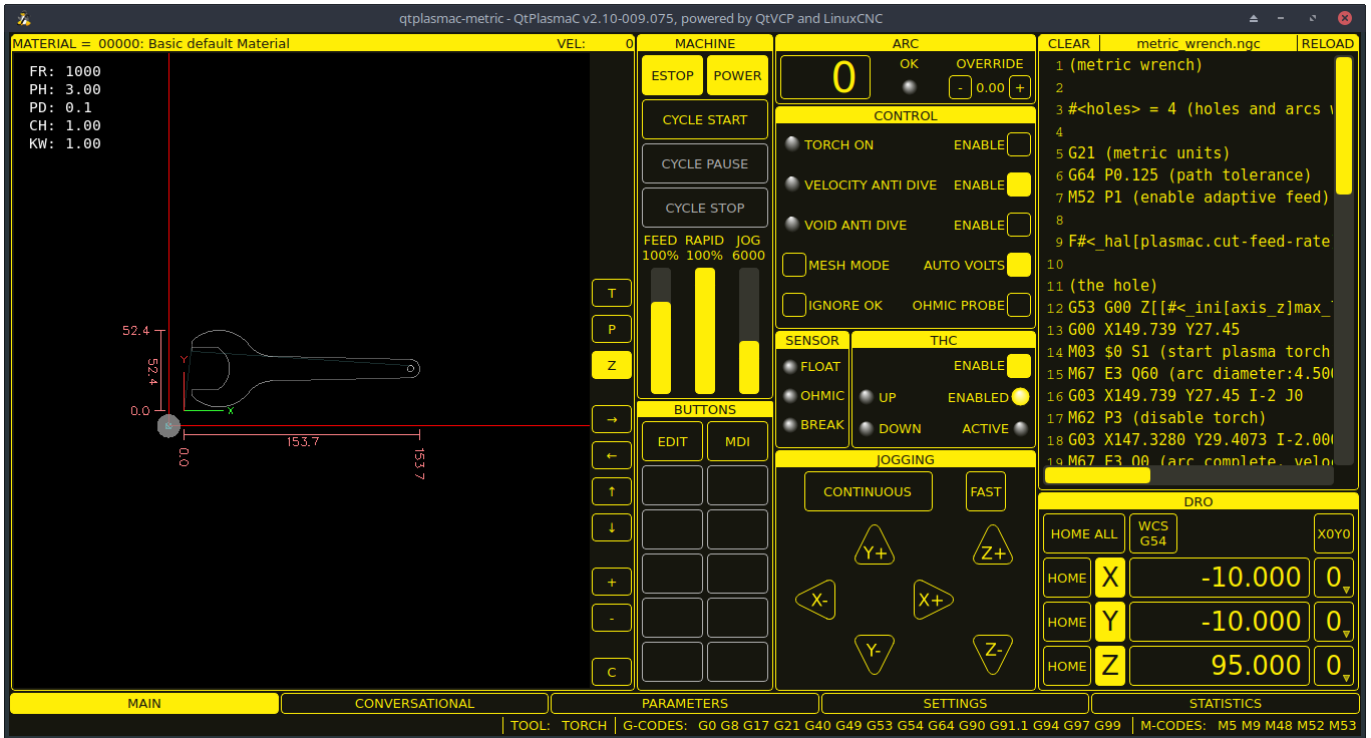 qtplasmac-metric - QtPlasmaC v2.10-009.075, powered by QtVCP and LinuxCNC
MATERIAL = 00000: Basic default Material VEL: 0
FR: 1000
PH: 3.00
PD: 0.1
CH: 1.00
KW: 1.00
52.4
52.4
0.0
Y
X
153.7
0.0
153.7
T
P
Z
→
←
↑
↓
+
-
C
MACHINE
ESTOP POWER
CYCLE START
CYCLE PAUSE
CYCLE STOP
FEED RAPID JOG
100% 100% 6000
BUTTONS
EDIT MDI
ARC
0 OK OVERRIDE
- 0.00 +
CONTROL
TORCH ON ENABLE
VELOCITY ANTI DIVE ENABLE
VOID ANTI DIVE ENABLE
MESH MODE AUTO VOLTS
IGNORE OK OHMIC PROBE
SENSOR
FLOAT
OHMIC
BREAK
THC
ENABLE
UP ENABLED
DOWN ACTIVE
JOGGING
CONTINUOUS FAST
Y+ Z+
X- X+
Y- Z-
CLEAR metric_wrench.ngc RELOAD
1 (metric wrench)
2
3 #<holes> = 4 (holes and arcs
4
5 G21 (metric units)
6 G64 P0.125 (path tolerance)
7 M52 P1 (enable adaptive feed)
8
9 F#<_hal[plasmac.cut-feed-rate
10
11 (the hole)
12 G53 G00 Z[[#<_ini[axis_z]max_
13 G00 X149.739 Y27.45
14 M03 $0 S1 (start plasma torch
15 M67 E3 Q60 (arc diameter:4.500
16 G03 X149.739 Y27.45 I-2 J0
17 M62 P3 (disable torch)
18 G03 X147.3280 Y29.4073 I-2.000
19 M67 E3 Q0 (arc complete, velo
DRO
HOME ALL WCS G54 X0Y0
HOME X -10.000 0
HOME Y -10.000 0
HOME Z 95.000 0
MAIN CONVERSATIONAL PARAMETERS SETTINGS STATISTICS
TOOL: TORCH G-CODES: G0 G8 G17 G21 G40 G49 G53 G54 G64 G90 G91.1 G94 G97 G99 M-CODES: M5 M9 M48 M52 M53